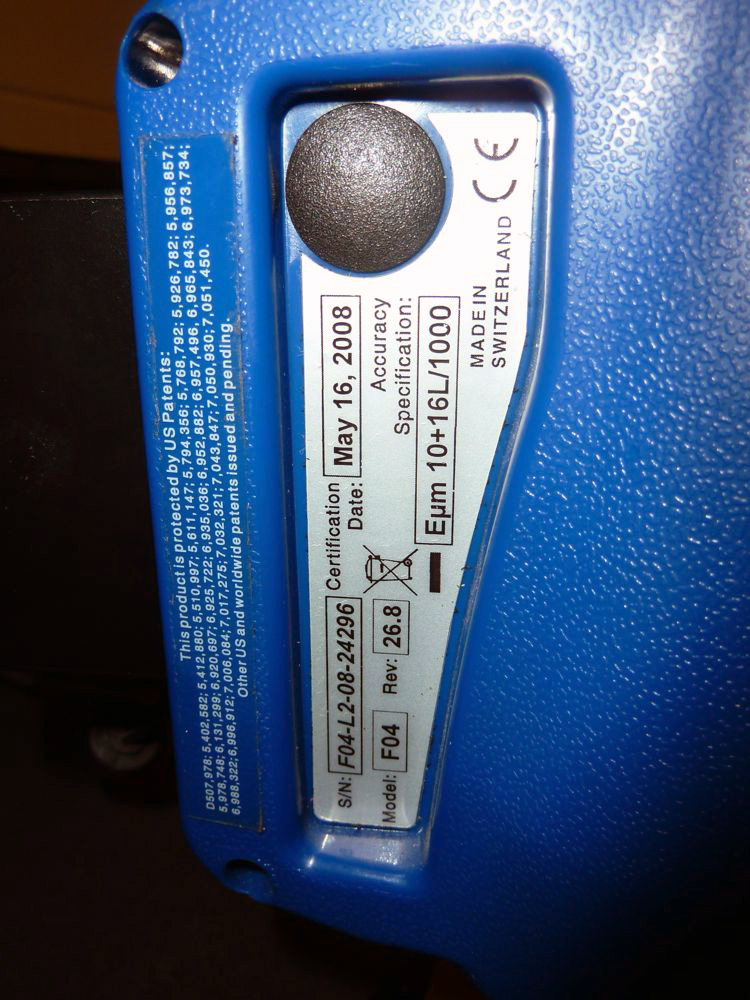 This product is protected by US Patents:
D507,978; 5,402,582; 5,412,880; 5,510,997; 5,611,147; 5,794,356; 5,768,792; 5,926,782; 5,956,857;
5,978,748; 6,131,299; 6,920,697; 6,925,722; 6,935,036; 6,952,882; 6,957,496; 6,965,843; 6,973,734;
6,988,322; 6,996,912; 7,006,084; 7,017,275; 7,032,321; 7,043,847; 7,050,930; 7,051,450.
Other US and worldwide patents issued and pending.
S/N: F04-L2-08-24296
Certification
Date: May 16, 2008
Model: F04 Rev: 26.8
Accuracy
Specification:
Eµm 10+16L/1000
MADE IN
SWITZERLAND
CE